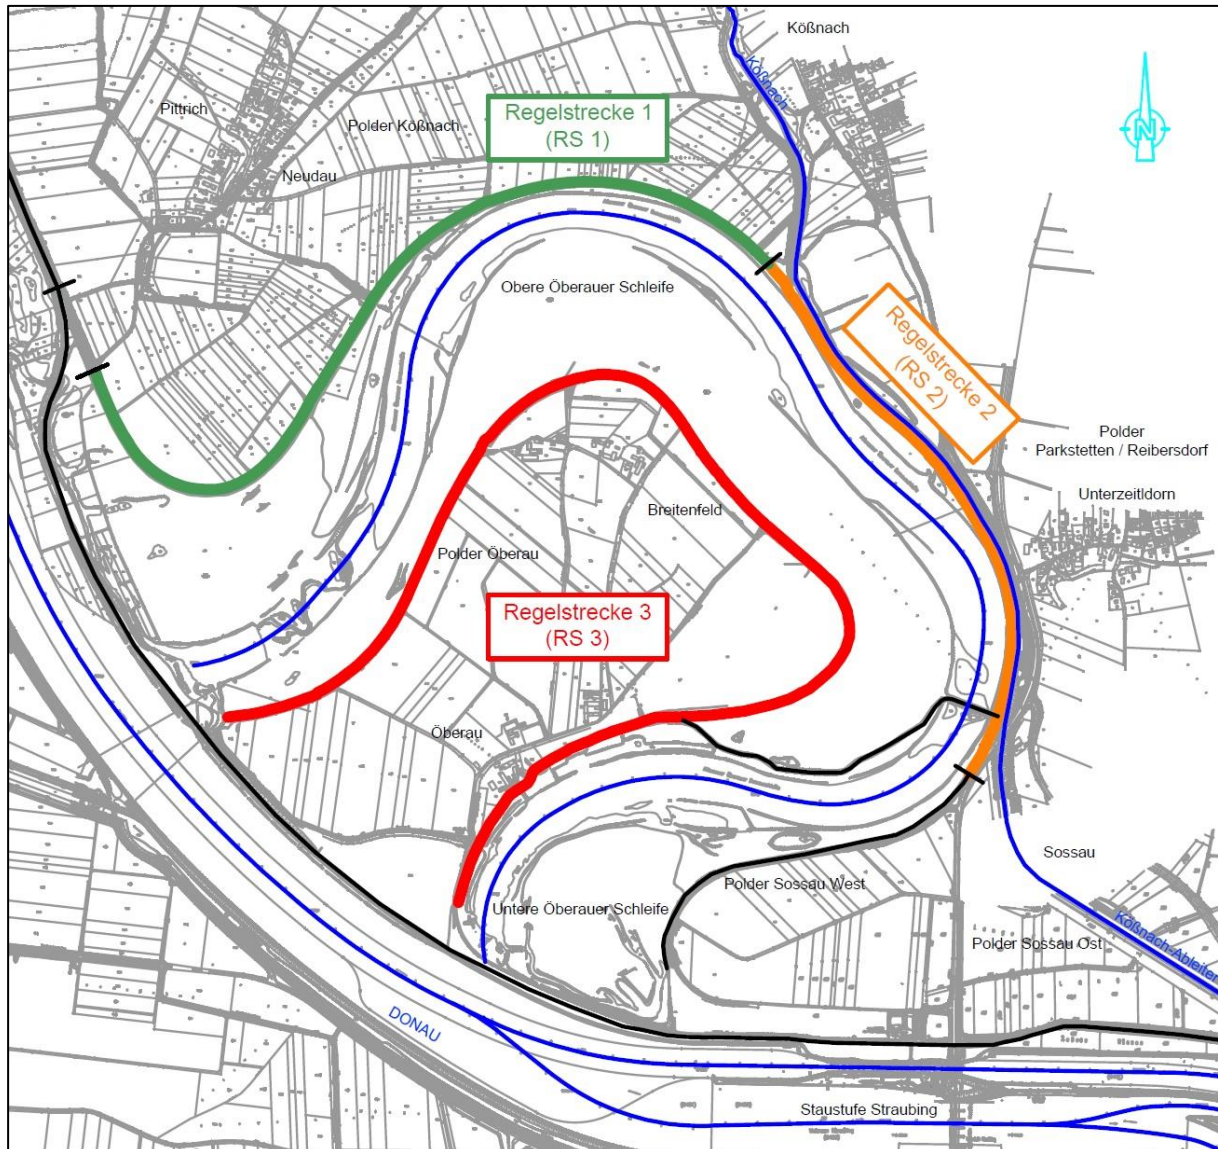 Kößnach
Kößnach
Pittrich
Regelstrecke 1
(RS 1)
Polder Kößnach
N
Neudau
Obere Öberauer Schleife
Regelstrecke 2
(RS 2)
Polder
Parkstetten / Reibersdorf
Unterzeitldorn
Breitenfeld
Polder Öberau
Regelstrecke 3
(RS 3)
Öberau
Sossau
Polder Sossau West
Untere Öberauer Schleife
Polder Sossau Ost
Kößnach-Ableiter
DONAU
Staustufe Straubing